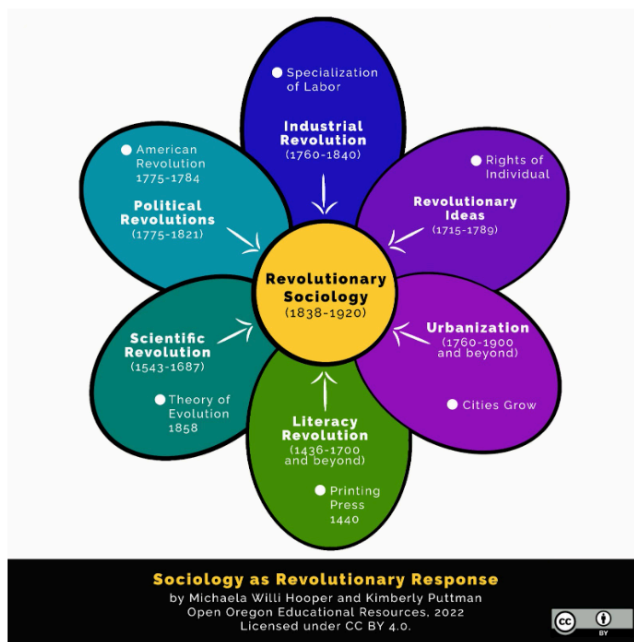 Specialization
of Labor
Industrial
Revolution
(1760-1840)
American
Revolution
1775-1784
Political
Revolutions
(1775-1821)
Rights of
Individual
Revolutionary
Ideas
(1715-1789)
Revolutionary
Sociology
(1838-1920)
Scientific
Revolution
(1543-1687)
Theory of
Evolution
1858
Urbanization
(1760-1900
and beyond)
Cities Grow
Literacy
Revolution
(1436-1700
and beyond)
Printing
Press
1440
Sociology as Revolutionary Response
by Michaela Willi Hooper and Kimberly Puttman
Open Oregon Educational Resources, 2022
Licensed under CC BY 4.0.
cc
BY